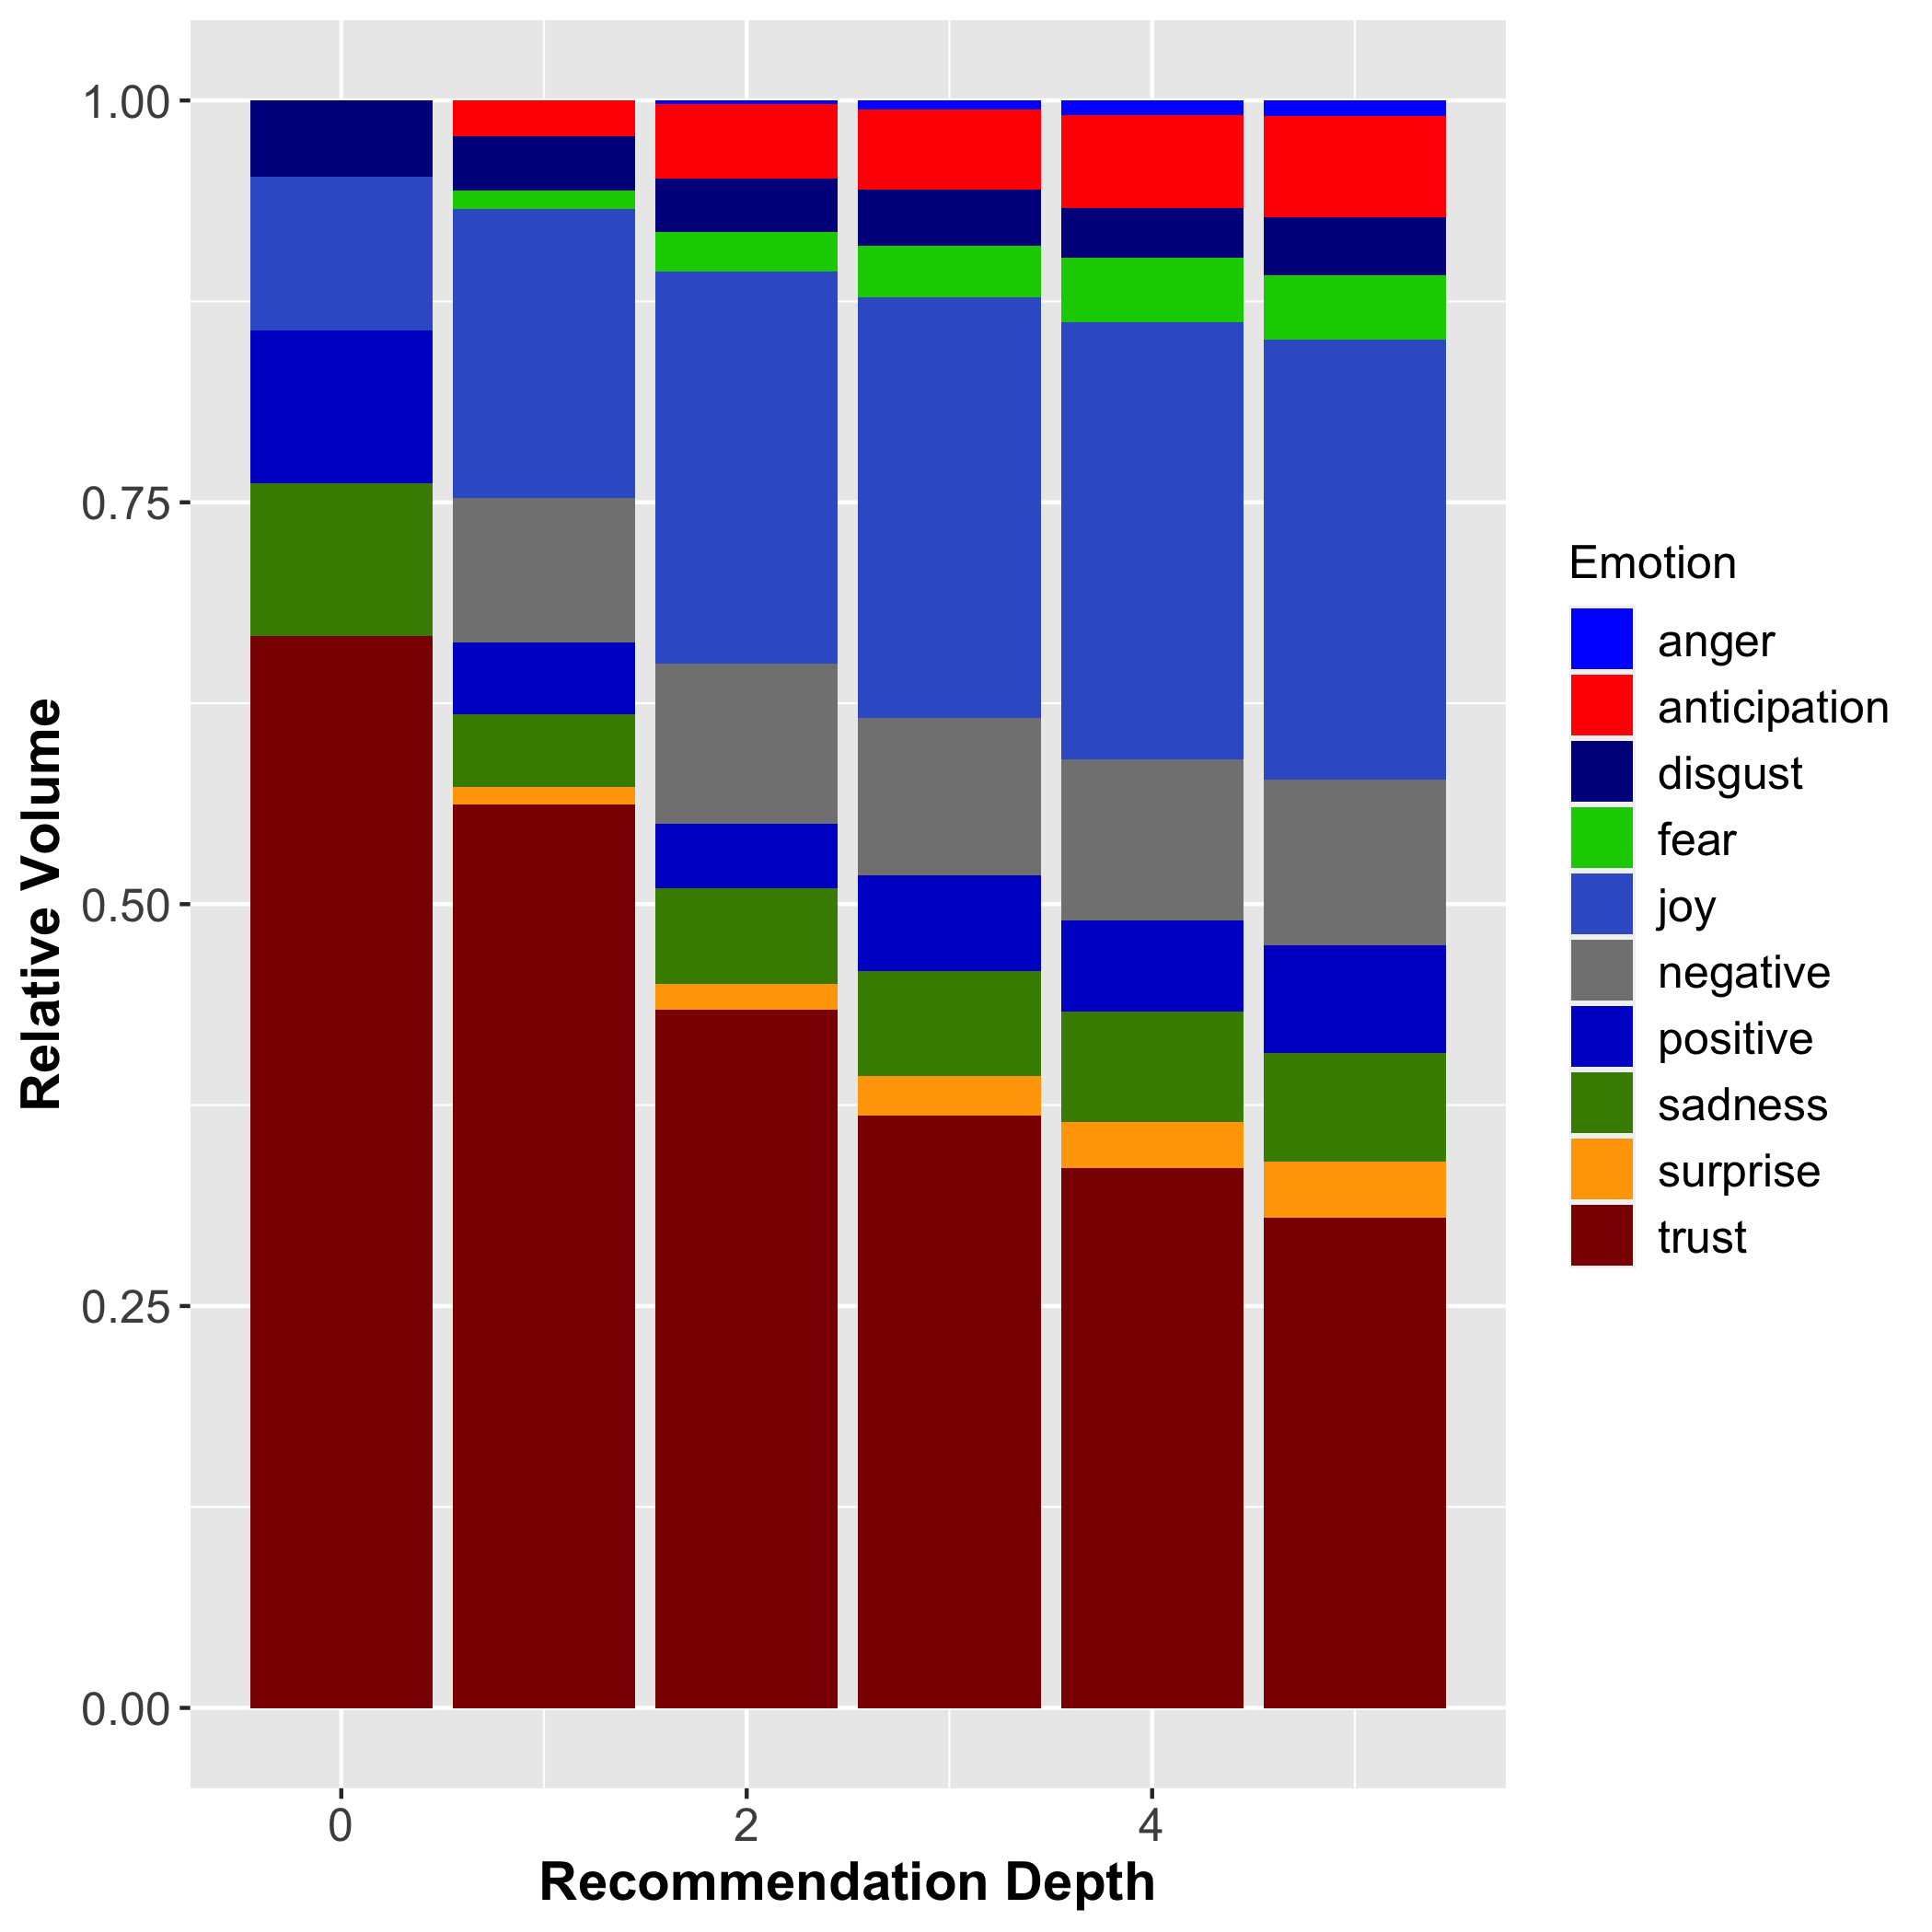 1.00
0.75
0.50
0.25
0.00
Relative Volume
0
2
4
Recommendation Depth
Emotion
anger
anticipation
disgust
fear
joy
negative
positive
sadness
surprise
trust